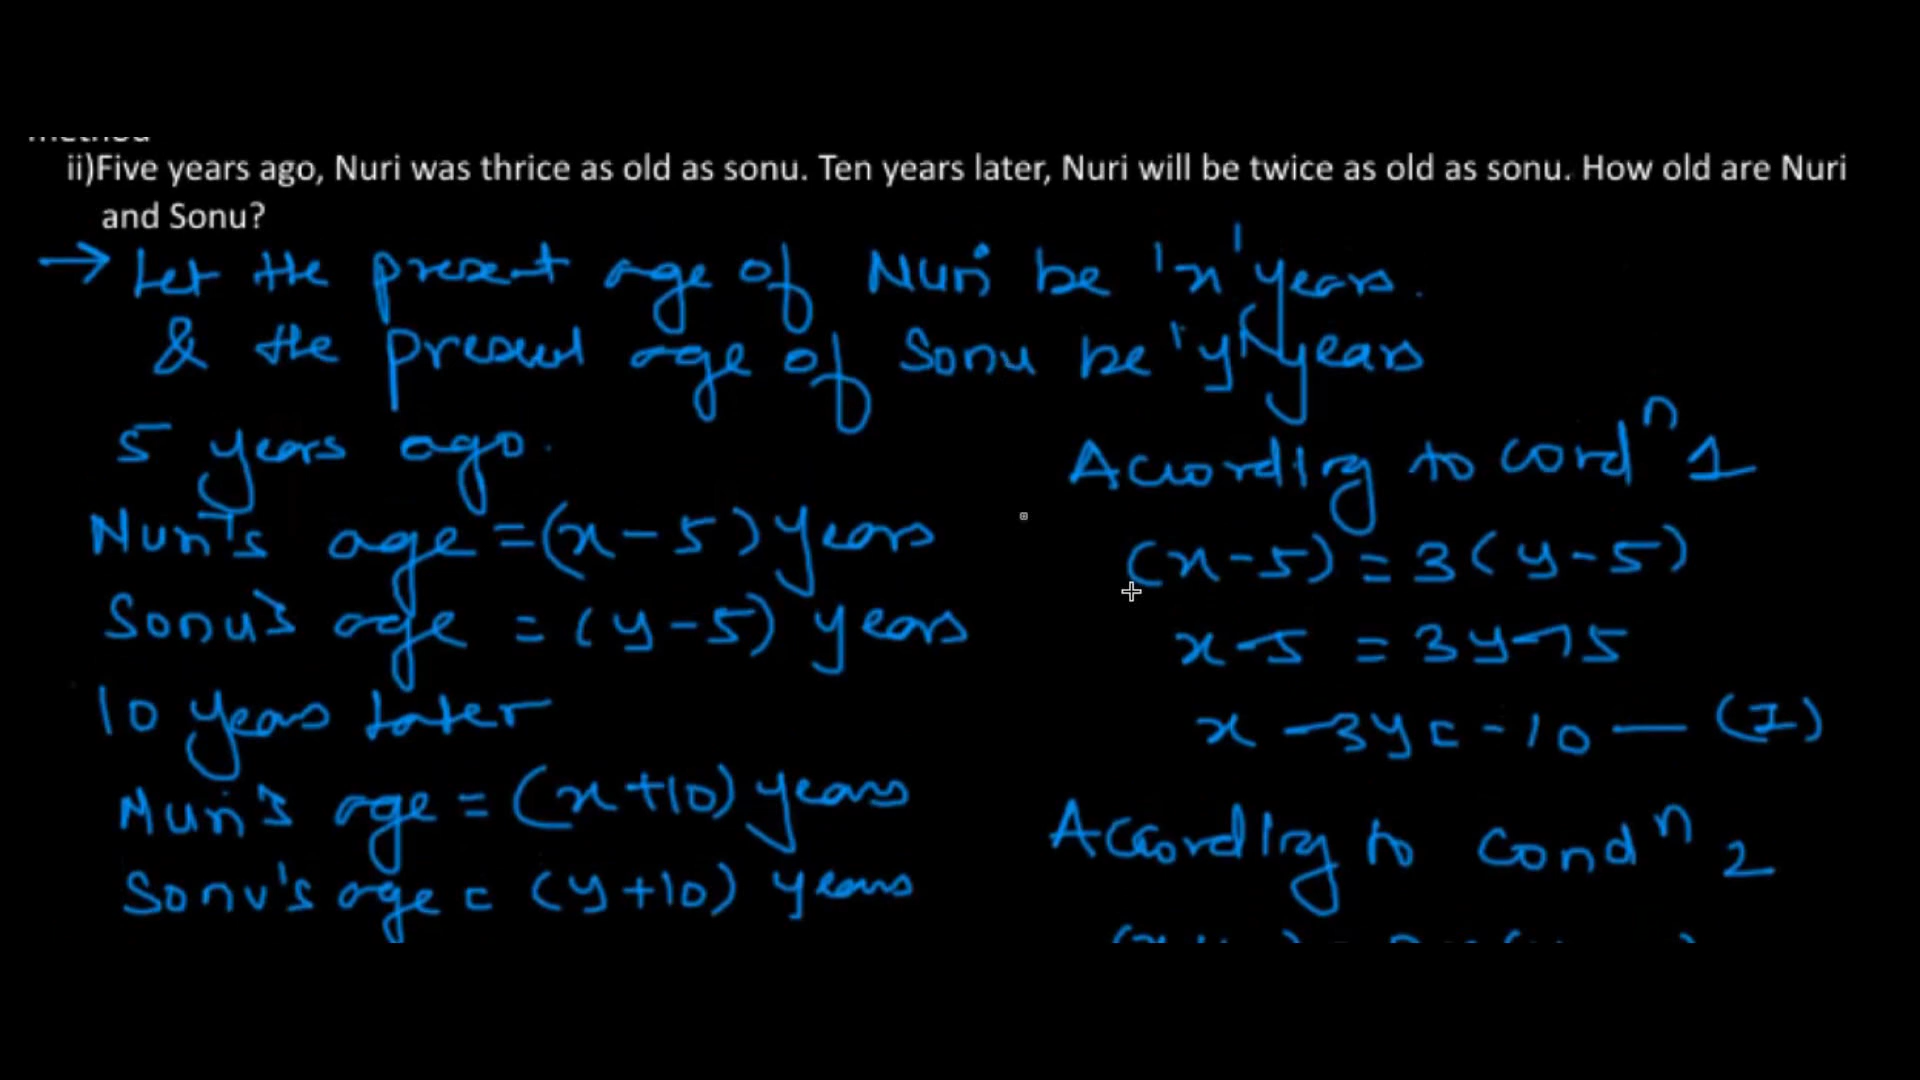 ii)Five years ago, Nuri was thrice as old as sonu. Ten years later, Nuri will be twice as old as sonu. How old are Nuri
and Sonu?
→ Let the present age of Nuri be 'x' years.
& the present age of Sonu be 'y' years
5 years ago.
Nuri's age = (x-5) years
Sonu's age = (y-5) years
10 years later
Nuri's age = (x+10) years
Sonu's age = (y+10) years
According to condⁿ 1
(x-5) = 3(y-5)
x-5 = 3y-15
x-3y = -10 — (I)
According to condⁿ 2